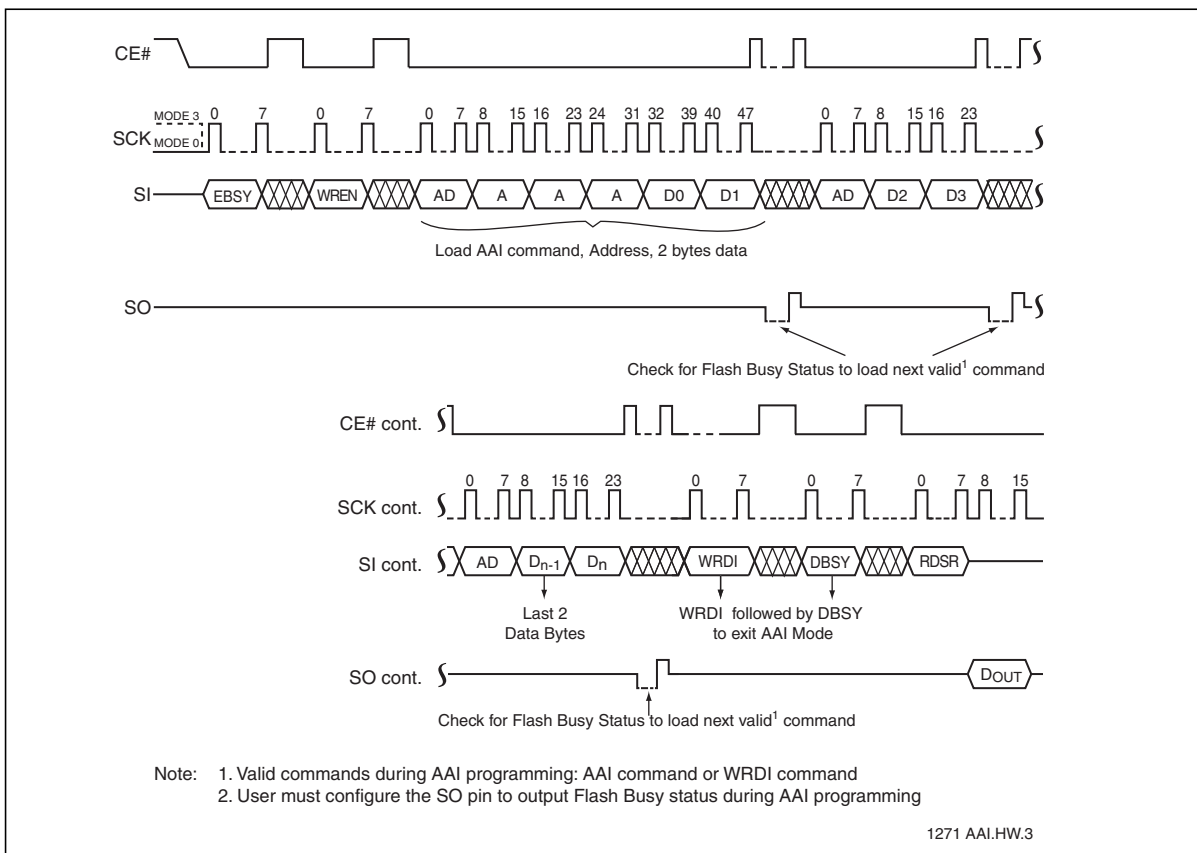 CE#
MODE 3
0 7 0 7 0 7 8 15 16 23 24 31 32 39 40 47 0 7 8 15 16 23
SCK MODE 0
SI EBSY WREN AD A A A D0 D1 AD D2 D3
Load AAI command, Address, 2 bytes data
SO
Check for Flash Busy Status to load next valid1 command
CE# cont.
0 7 8 15 16 23 0 7 0 7 0 7 8 15
SCK cont.
SI cont. AD Dn-1 Dn WRDI DBSY RDSR
Last 2 WRDI followed by DBSY
Data Bytes to exit AAI Mode
SO cont. DOUT
Check for Flash Busy Status to load next valid1 command
Note: 1. Valid commands during AAI programming: AAI command or WRDI command
2. User must configure the SO pin to output Flash Busy status during AAI programming
1271 AAI.HW.3